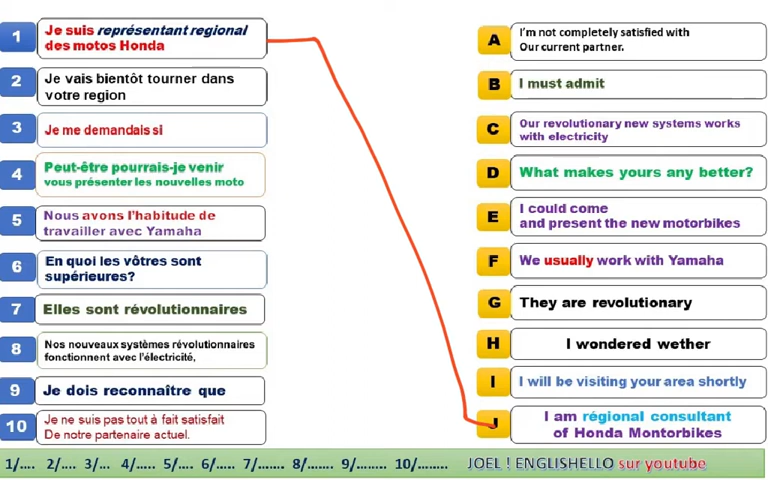 1
Je suis représentant regional
des motos Honda
2
Je vais bientôt tourner dans
votre region
3
Je me demandais si
4
Peut-être pourrais-je venir
vous présenter les nouvelles moto
5
Nous avons l'habitude de
travailler avec Yamaha
6
En quoi les vôtres sont
supérieures?
7
Elles sont révolutionnaires
8
Nos nouveaux systèmes révolutionnaires
fonctionnent avec l'électricité,
9
Je dois reconnaître que
10
Je ne suis pas tout à fait satisfait
De notre partenaire actuel.
A
I'm not completely satisfied with
Our current partner.
B
I must admit
C
Our revolutionary new systems works
with electricity
D
What makes yours any better?
E
I could come
and present the new motorbikes
F
We usually work with Yamaha
G
They are revolutionary
H
I wondered wether
I
I will be visiting your area shortly
J
I am régional consultant
of Honda Montorbikes
1/.... 2/.... 3/... 4/..... 5/.... 6/..... 7/....... 8/....... 9/........ 10/........ JOEL ! ENGLISHELLO sur youtube